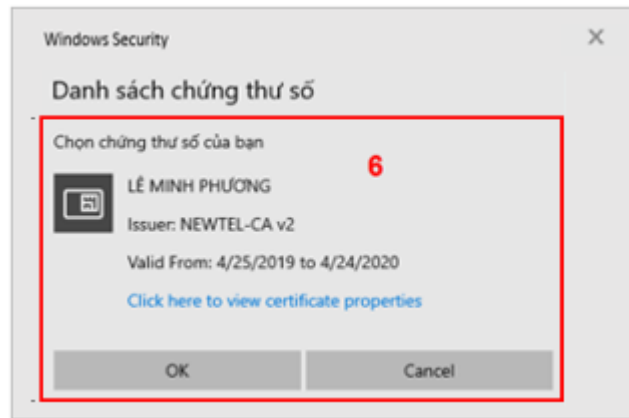 Windows Security
Danh sách chứng thư số
Chọn chứng thư số của bạn
6
LÊ MINH PHƯƠNG
Issuer: NEWTEL-CA v2
Valid From: 4/25/2019 to 4/24/2020
Click here to view certificate properties
OK
Cancel